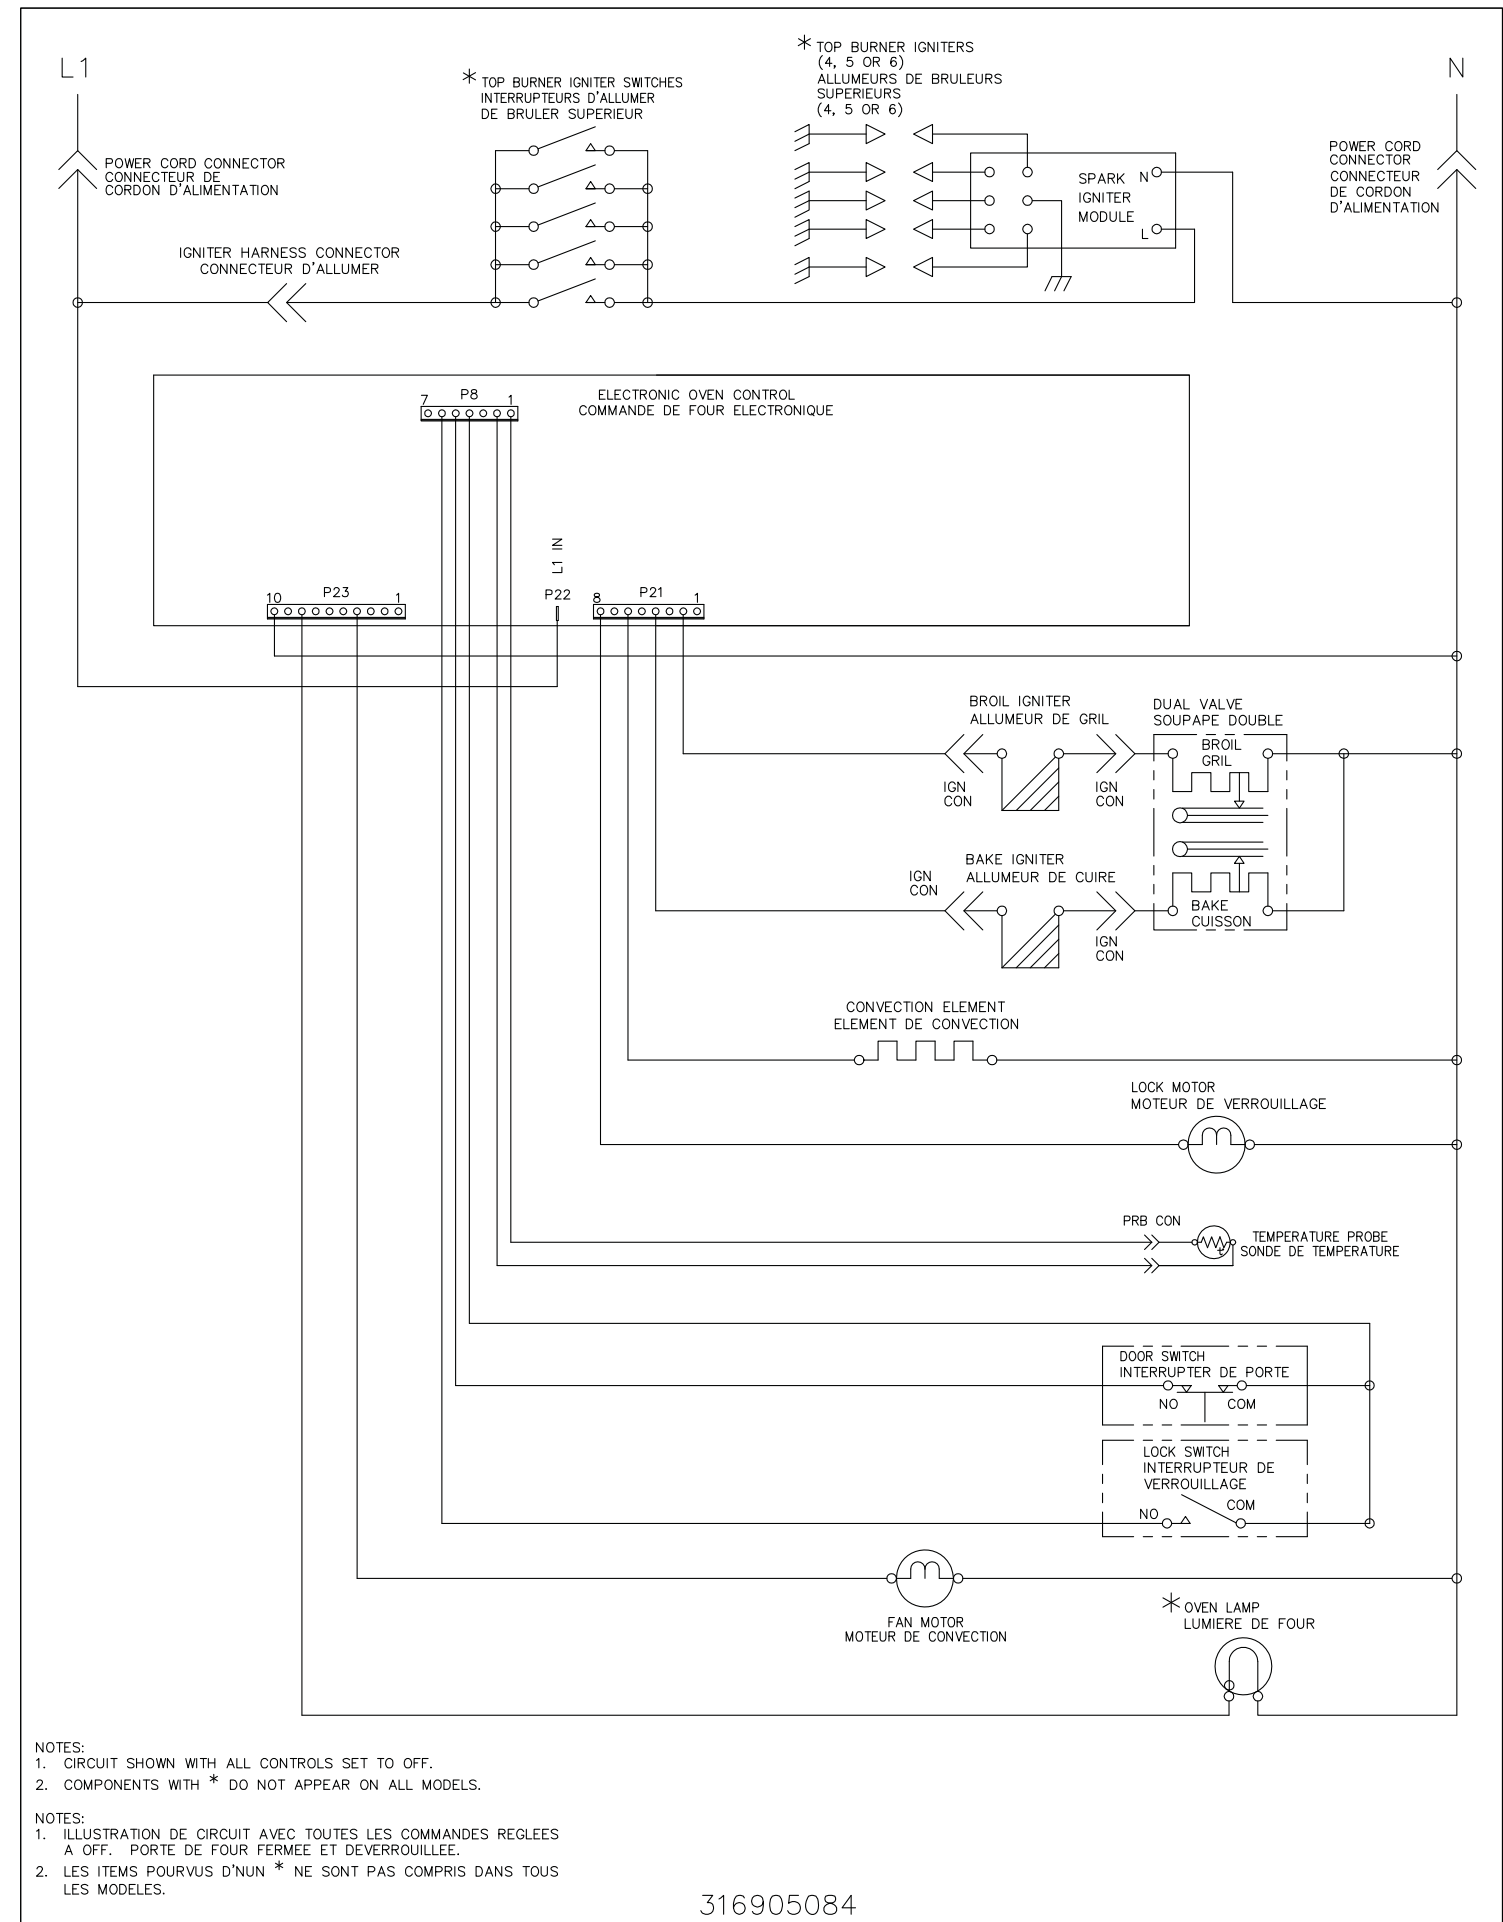 L1
N
* TOP BURNER IGNITER SWITCHES
INTERRUPTEURS D'ALLUMER
DE BRULER SUPERIEUR
* TOP BURNER IGNITERS
(4, 5 OR 6)
ALLUMEURS DE BRULEURS
SUPERIEURS
(4, 5 OR 6)
POWER CORD CONNECTOR
CONNECTEUR DE
CORDON D'ALIMENTATION
POWER CORD
CONNECTOR
CONNECTEUR
DE CORDON
D'ALIMENTATION
SPARK
IGNITER
MODULE
N
L
IGNITER HARNESS CONNECTOR
CONNECTEUR D'ALLUMER
7 P8 1
ELECTRONIC OVEN CONTROL
COMMANDE DE FOUR ELECTRONIQUE
L1 IN
10 P23 1
P22
8 P21 1
BROIL IGNITER
ALLUMEUR DE GRIL
DUAL VALVE
SOUPAPE DOUBLE
BROIL
GRIL
IGN
CON
IGN
CON
BAKE IGNITER
ALLUMEUR DE CUIRE
IGN
CON
BAKE
CUISSON
IGN
CON
CONVECTION ELEMENT
ELEMENT DE CONVECTION
LOCK MOTOR
MOTEUR DE VERROUILLAGE
PRB CON
t
TEMPERATURE PROBE
SONDE DE TEMPERATURE
DOOR SWITCH
INTERRUPTER DE PORTE
NO COM
LOCK SWITCH
INTERRUPTEUR DE
VERROUILLAGE
NO COM
FAN MOTOR
MOTEUR DE CONVECTION
* OVEN LAMP
LUMIERE DE FOUR
NOTES:
1. CIRCUIT SHOWN WITH ALL CONTROLS SET TO OFF.
2. COMPONENTS WITH * DO NOT APPEAR ON ALL MODELS.
NOTES:
1. ILLUSTRATION DE CIRCUIT AVEC TOUTES LES COMMANDES REGLEES
A OFF. PORTE DE FOUR FERMEE ET DEVERROUILLEE.
2. LES ITEMS POURVUS D'NUN * NE SONT PAS COMPRIS DANS TOUS
LES MODELES.
316905084